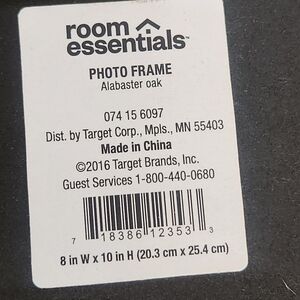 room
essentials™
PHOTO FRAME
Alabaster oak
074 15 6097
Dist. by Target Corp., Mpls., MN 55403
Made in China
©2016 Target Brands, Inc.
Guest Services 1-800-440-0680
7 18386 12353 3
8 in W x 10 in H (20.3 cm x 25.4 cm)